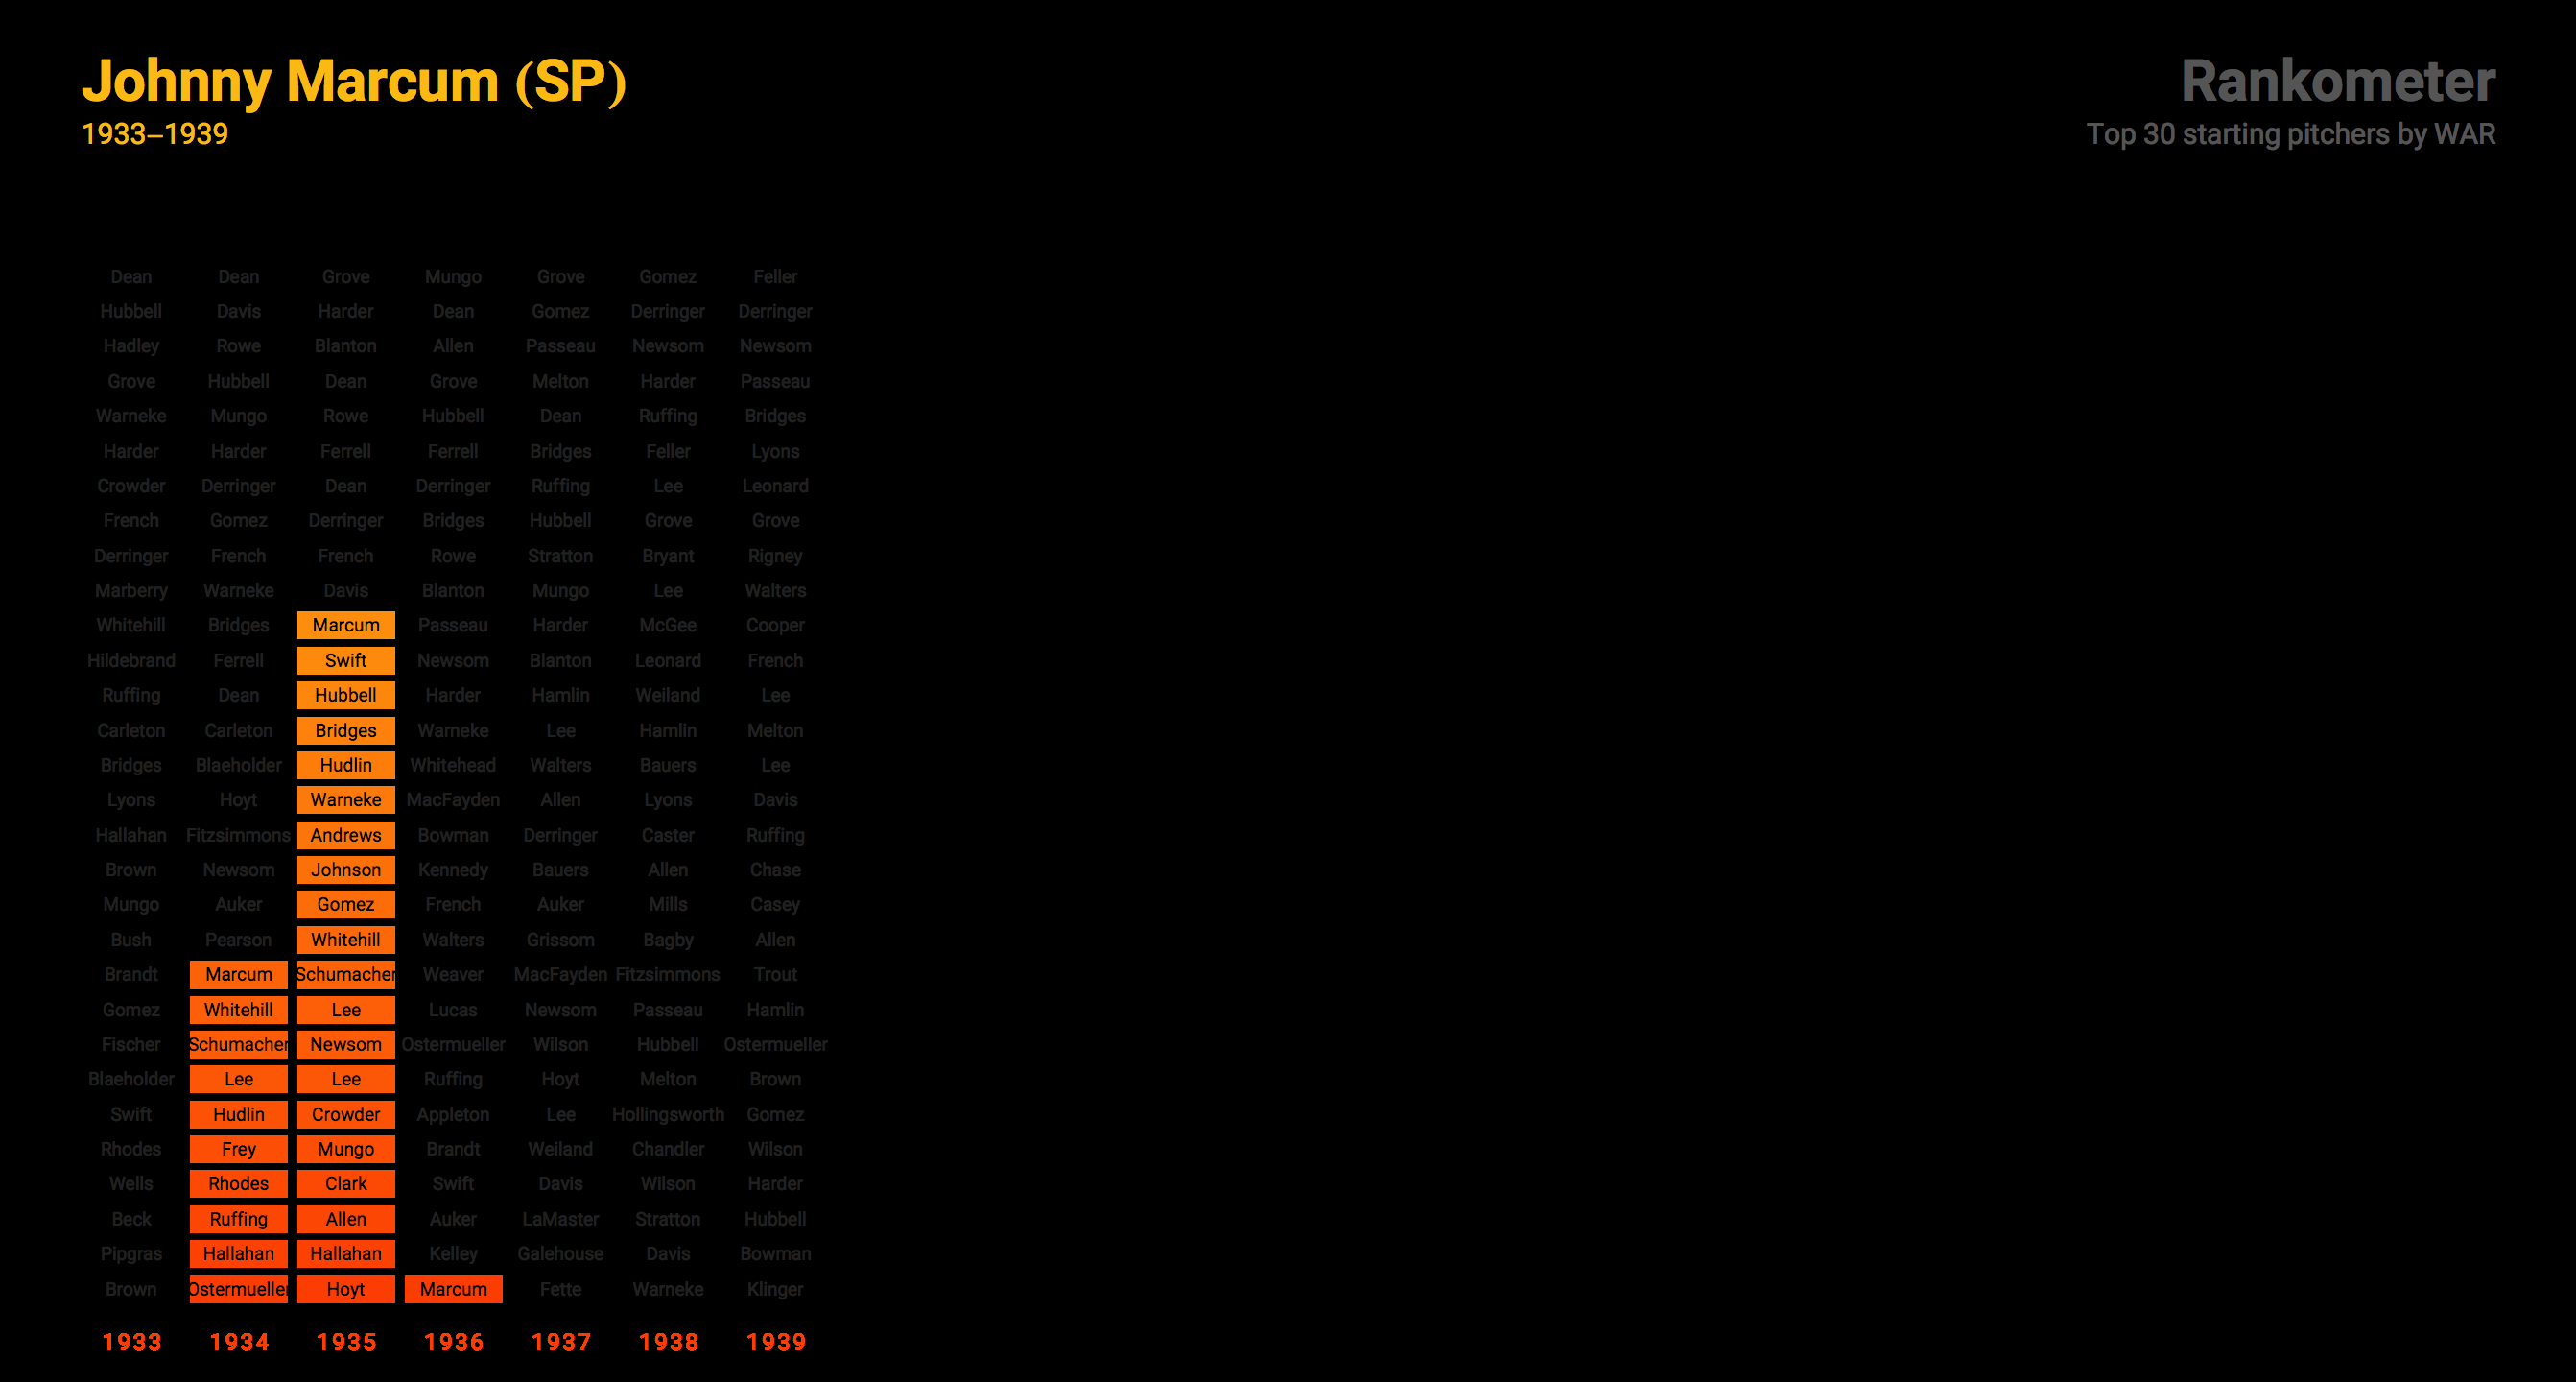 Johnny Marcum (SP)
1933–1939
Rankometer
Top 30 starting pitchers by WAR
Dean Dean Grove Mungo Grove Gomez Feller
Hubbell Davis Harder Dean Gomez Derringer Derringer
Hadley Rowe Blanton Allen Passeau Newsom Newsom
Grove Hubbell Dean Grove Melton Harder Passeau
Warneke Mungo Rowe Hubbell Dean Ruffing Bridges
Harder Harder Ferrell Ferrell Bridges Feller Lyons
Crowder Derringer Dean Derringer Ruffing Lee Leonard
French Gomez Derringer Bridges Hubbell Grove Grove
Derringer French French Rowe Stratton Bryant Rigney
Marberry Warneke Davis Blanton Mungo Lee Walters
Whitehill Bridges Marcum Passeau Harder McGee Cooper
Hildebrand Ferrell Swift Newsom Blanton Leonard French
Ruffing Dean Hubbell Harder Hamlin Weiland Lee
Carleton Carleton Bridges Warneke Lee Hamlin Melton
Bridges Blaeholder Hudlin Whitehead Walters Bauers Lee
Lyons Hoyt Warneke MacFayden Allen Lyons Davis
Hallahan Fitzsimmons Andrews Bowman Derringer Caster Ruffing
Brown Newsom Johnson Kennedy Bauers Allen Chase
Mungo Auker Gomez French Auker Mills Casey
Bush Pearson Whitehill Walters Grissom Bagby Allen
Brandt Marcum Schumacher Weaver MacFayden Fitzsimmons Trout
Gomez Whitehill Lee Lucas Newsom Passeau Hamlin
Fischer Schumacher Newsom Ostermueller Wilson Hubbell Ostermueller
Blaeholder Lee Lee Ruffing Hoyt Melton Brown
Swift Hudlin Crowder Appleton Lee Hollingsworth Gomez
Rhodes Frey Mungo Brandt Weiland Chandler Wilson
Wells Rhodes Clark Swift Davis Wilson Harder
Beck Ruffing Allen Auker LaMaster Stratton Hubbell
Pipgras Hallahan Hallahan Kelley Galehouse Davis Bowman
Brown Ostermueller Hoyt Marcum Fette Warneke Klinger
1933 1934 1935 1936 1937 1938 1939